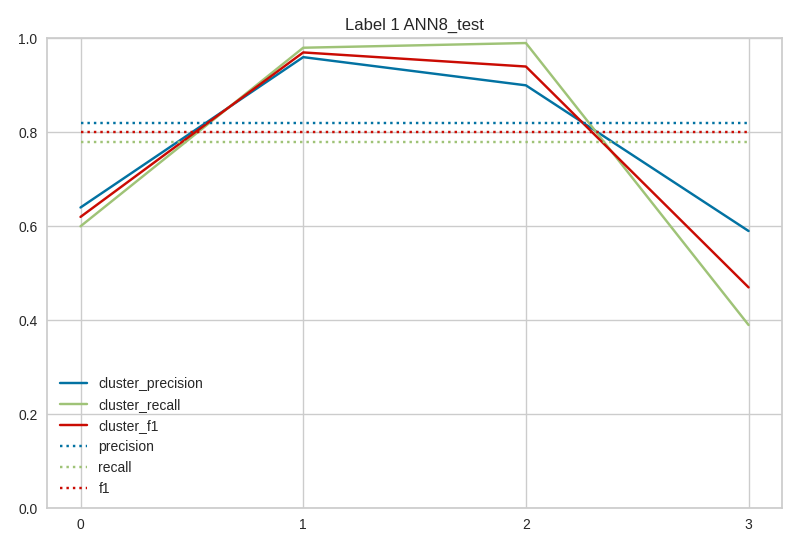 Label 1 ANN8_test
1.0
0.8
0.6
0.4
0.2
0.0
cluster_precision
cluster_recall
cluster_f1
precision
recall
f1
0 1 2 3